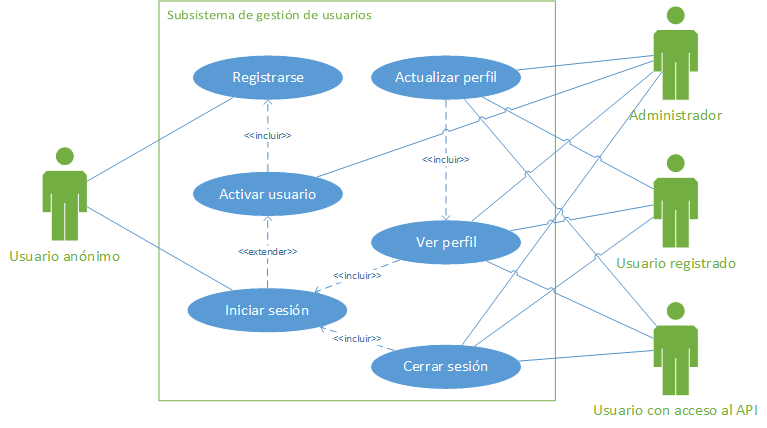 Subsistema de gestión de usuarios
Registrarse
Actualizar perfil
Administrador
<<incluir>>
<<incluir>>
Activar usuario
Usuario anónimo
Ver perfil
<<extender>>
Usuario registrado
<<incluir>>
Iniciar sesión
<<incluir>>
Cerrar sesión
Usuario con acceso al API